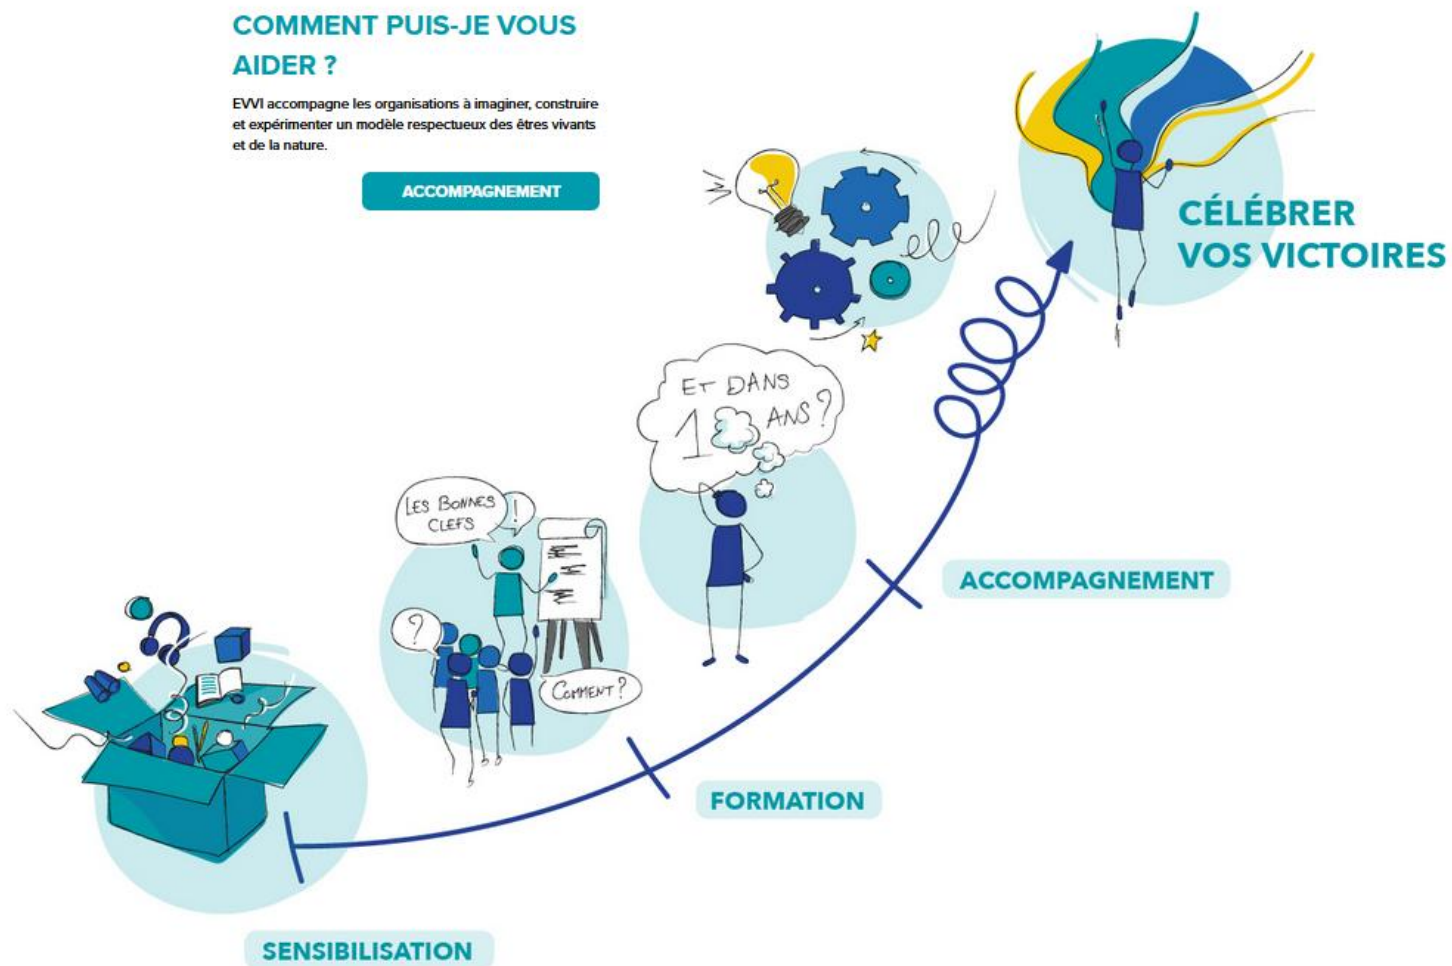 COMMENT PUIS-JE VOUS
AIDER ?
EVVI accompagne les organisations à imaginer, construire
et expérimenter un modèle respectueux des êtres vivants
et de la nature.
ACCOMPAGNEMENT
CÉLÉBRER
VOS VICTOIRES
ET DANS
10 ANS ?
LES BONNES
CLEFS
!
?
COMMENT ?
ACCOMPAGNEMENT
FORMATION
SENSIBILISATION